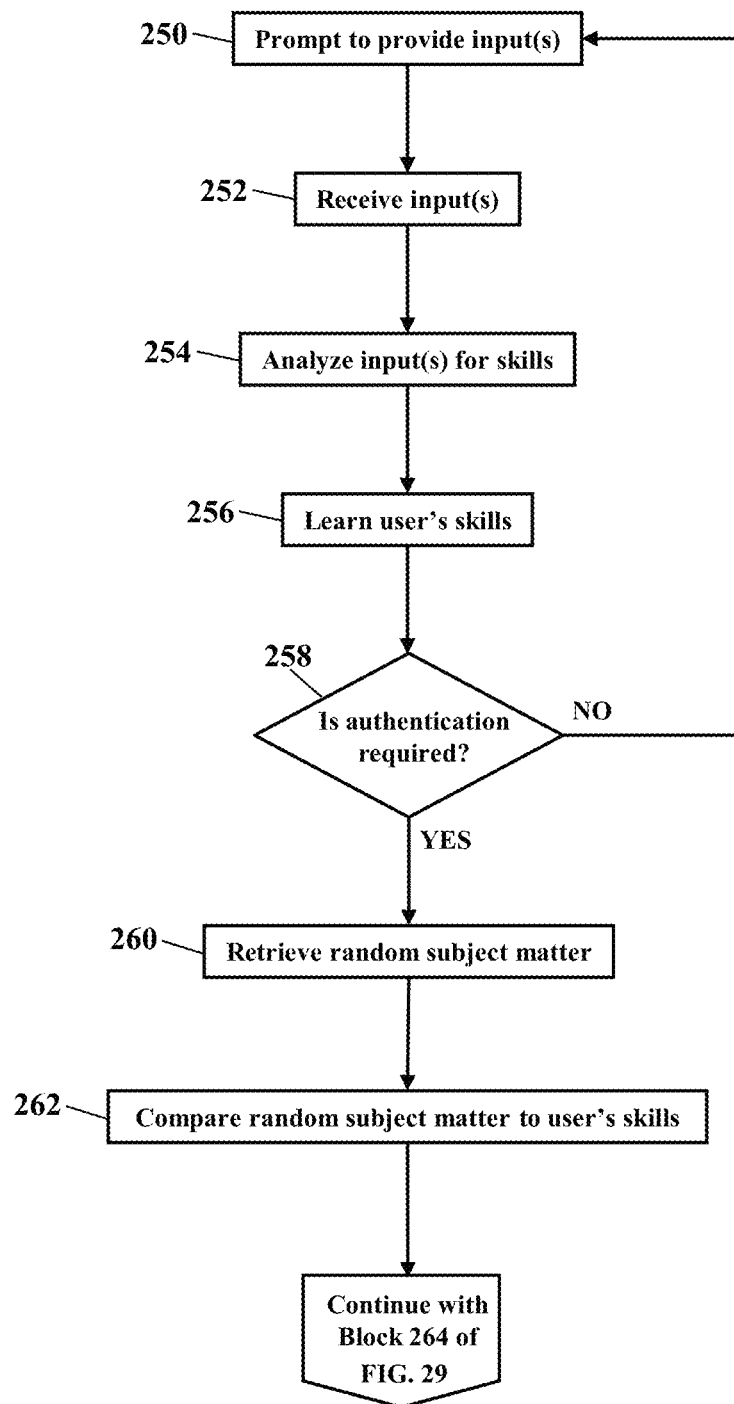 250
Prompt to provide input(s)
252
Receive input(s)
254
Analyze input(s) for skills
256
Learn user's skills
258
Is authentication
required?
NO
YES
260
Retrieve random subject matter
262
Compare random subject matter to user's skills
Continue with
Block 264 of
FIG. 29